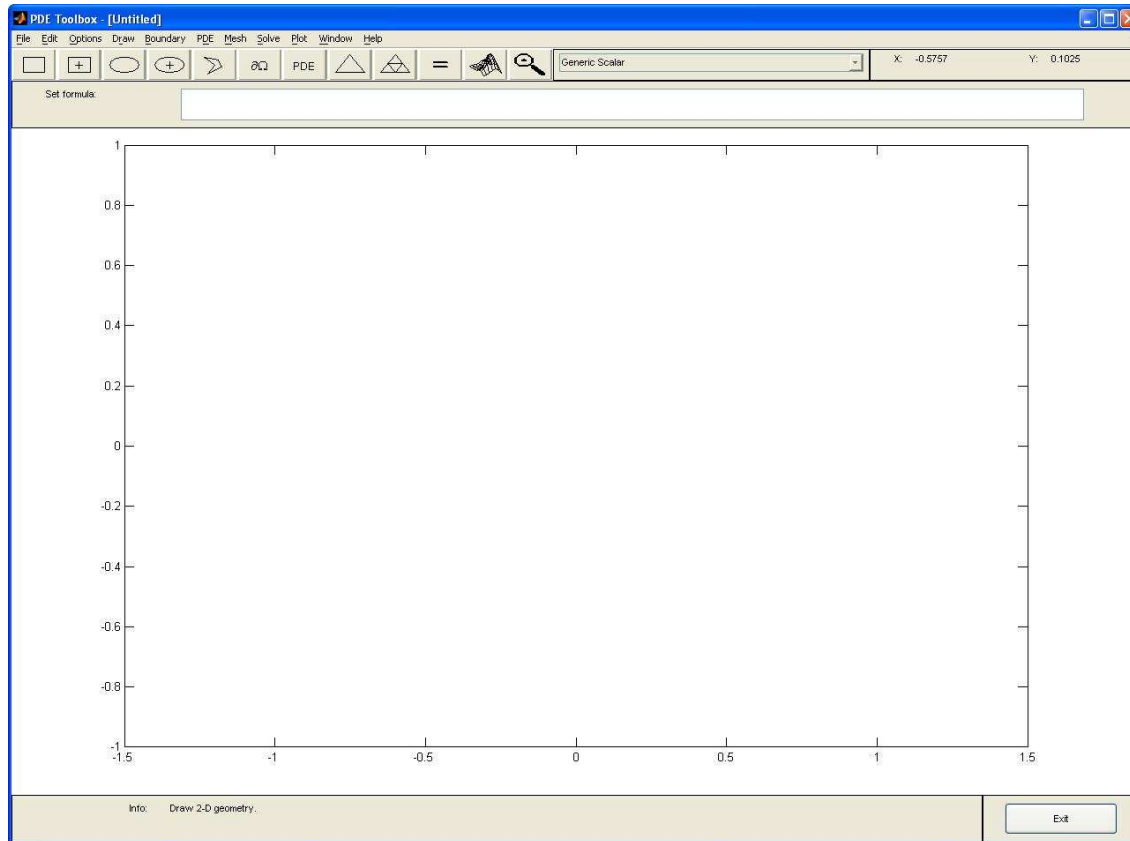 PDE Toolbox - [Untitled]
File Edit Options Draw Boundary PDE Mesh Solve Plot Window Help
∂Ω PDE = Generic Scalar X: -0.5757 Y: 0.1025
Set formula:
1
0.8
0.6
0.4
0.2
0
-0.2
-0.4
-0.6
-0.8
-1
-1.5 -1 -0.5 0 0.5 1 1.5
Info: Draw 2-D geometry.
Exit